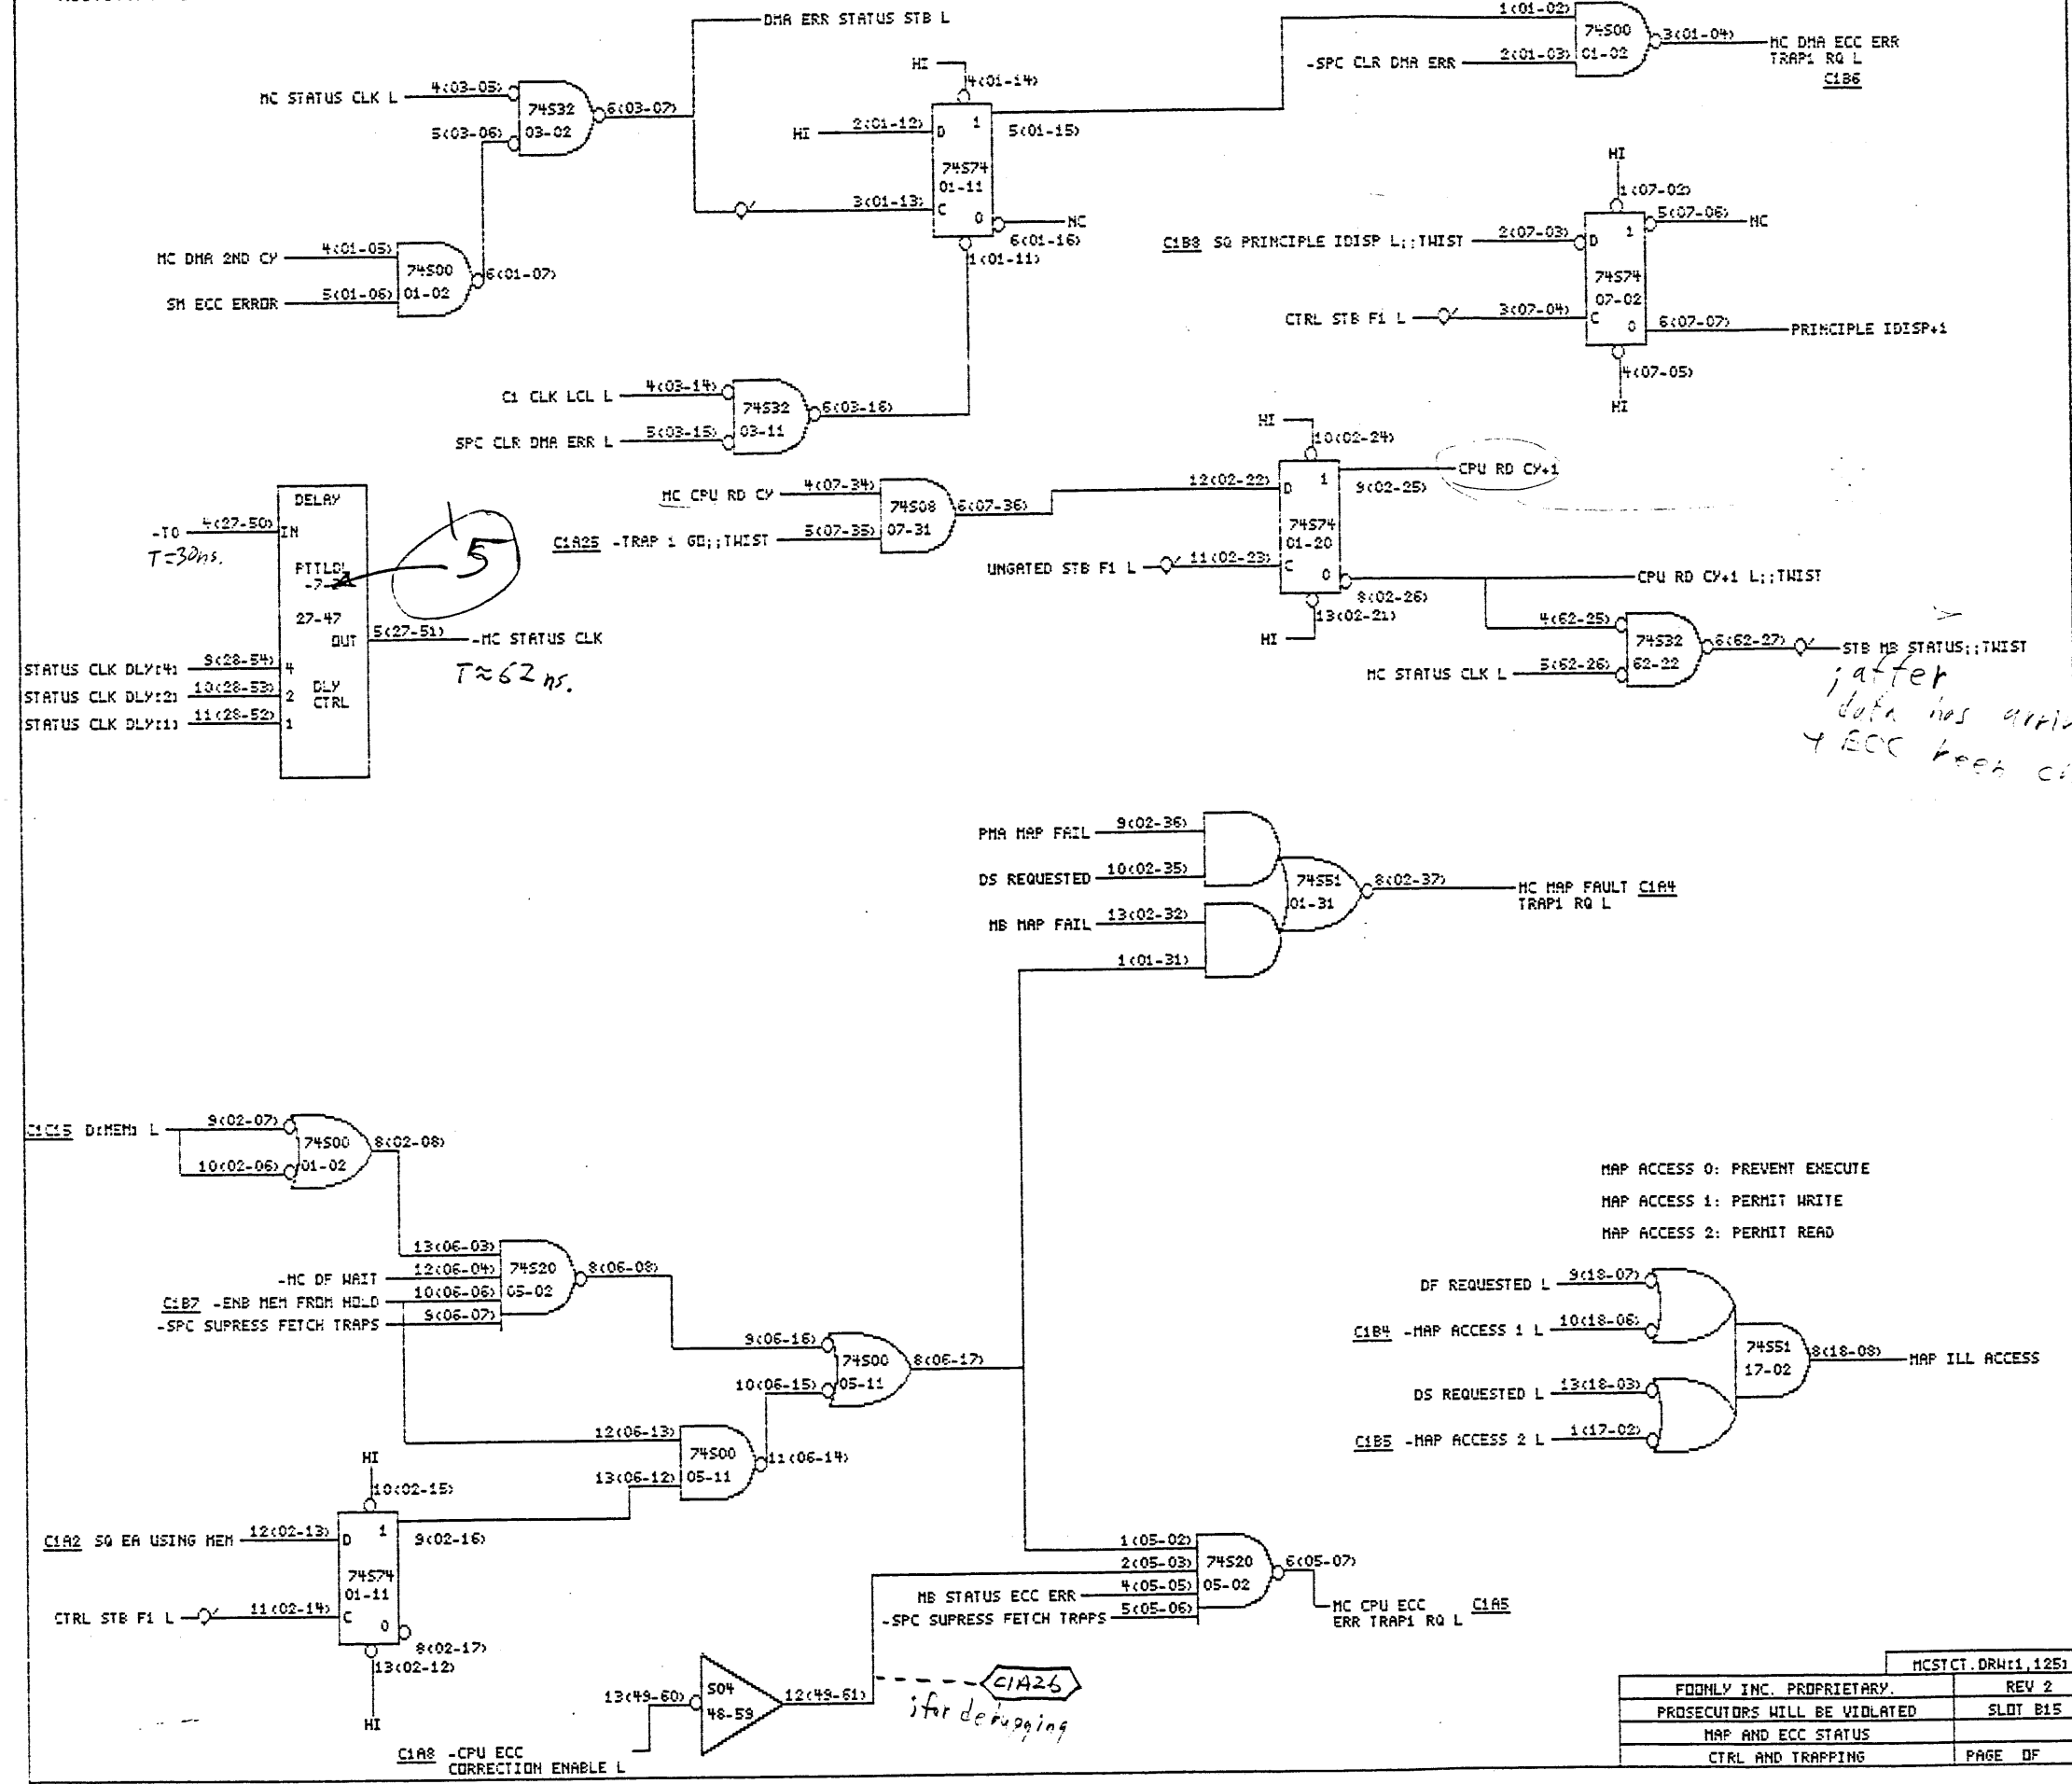 DMA ERR STATUS STB L
MC STATUS CLK L
4(03-05)
5(03-06)
74S32
03-02
6(03-07)
HI
4(01-14)
HI
2(01-12)
D
1
5(01-15)
74S74
01-11
3(01-13)
C
0
NC
6(01-16)
1(01-11)
1(01-02)
-SPC CLR DMA ERR
2(01-03)
74S00
01-02
3(01-04)
MC DMA ECC ERR
TRAP1 RQ L
C1B6
MC DMA 2ND CY
4(01-05)
SM ECC ERROR
5(01-06)
74S00
01-02
6(01-07)
HI
1(07-02)
5(07-06)
NC
C1B8 SQ PRINCIPLE IDISP L;;TWIST
2(07-03)
D
1
74S74
07-02
CTRL STB F1 L
3(07-04)
C
0
6(07-07)
PRINCIPLE IDISP+1
4(07-05)
HI
C1 CLK LCL L
4(03-14)
SPC CLR DMA ERR L
5(03-15)
74S32
03-11
6(03-16)
DELAY
-T0
4(27-50)
IN
T=30ns.
PTTLDL
-7-
5
27-47
OUT
5(27-51)
-MC STATUS CLK
T≈62 ns.
STATUS CLK DLY[4]
9(28-54)
4
STATUS CLK DLY[2]
10(28-53)
2
STATUS CLK DLY[1]
11(28-52)
1
DLY
CTRL
MC CPU RD CY
4(07-34)
C1A25 -TRAP 1 GO;;TWIST
5(07-35)
74S08
07-31
6(07-36)
HI
10(02-24)
12(02-22)
D
1
9(02-25)
CPU RD CY+1
74S74
01-20
UNGATED STB F1 L
11(02-23)
C
0
8(02-26)
CPU RD CY+1 L;;TWIST
13(02-21)
HI
4(62-25)
MC STATUS CLK L
5(62-26)
74S32
62-22
6(62-27)
STB MB STATUS;;TWIST
;after
data has
ECC been
PMA MAP FAIL
9(02-36)
DS REQUESTED
10(02-35)
MB MAP FAIL
13(02-32)
1(01-31)
74S51
01-31
8(02-37)
MC MAP FAULT C1A4
TRAP1 RQ L
C1C15 D[MEM] L
9(02-07)
10(02-06)
74S00
01-02
8(02-08)
13(06-03)
-MC DF WAIT
12(06-04)
C1B7 -ENB MEM FROM HOLD
10(06-06)
-SPC SUPRESS FETCH TRAPS
9(06-07)
74S20
05-02
8(06-08)
9(06-16)
10(06-15)
74S00
05-11
8(06-17)
12(06-13)
13(06-12)
74S00
05-11
11(06-14)
HI
10(02-15)
C1A2 SQ EA USING MEM
12(02-13)
D
1
9(02-16)
74S74
01-11
CTRL STB F1 L
11(02-14)
C
0
8(02-17)
13(02-12)
HI
MAP ACCESS 0: PREVENT EXECUTE
MAP ACCESS 1: PERMIT WRITE
MAP ACCESS 2: PERMIT READ
DF REQUESTED L
9(18-07)
C1B4 -MAP ACCESS 1 L
10(18-06)
DS REQUESTED L
13(18-03)
C1B5 -MAP ACCESS 2 L
1(17-02)
74S51
17-02
8(18-08)
MAP ILL ACCESS
1(05-02)
2(05-03)
MB STATUS ECC ERR
4(05-05)
-SPC SUPRESS FETCH TRAPS
5(05-06)
74S20
05-02
6(05-07)
MC CPU ECC C1A5
ERR TRAP1 RQ L
C1A8 -CPU ECC
CORRECTION ENABLE L
13(49-60)
S04
48-59
12(49-61)
C1A26
;for debugging
MCSTCT.DRW[1,125]
FOONLY INC. PROPRIETARY.
REV 2
PROSECUTORS WILL BE VIOLATED
SLOT B15
MAP AND ECC STATUS
CTRL AND TRAPPING
PAGE OF